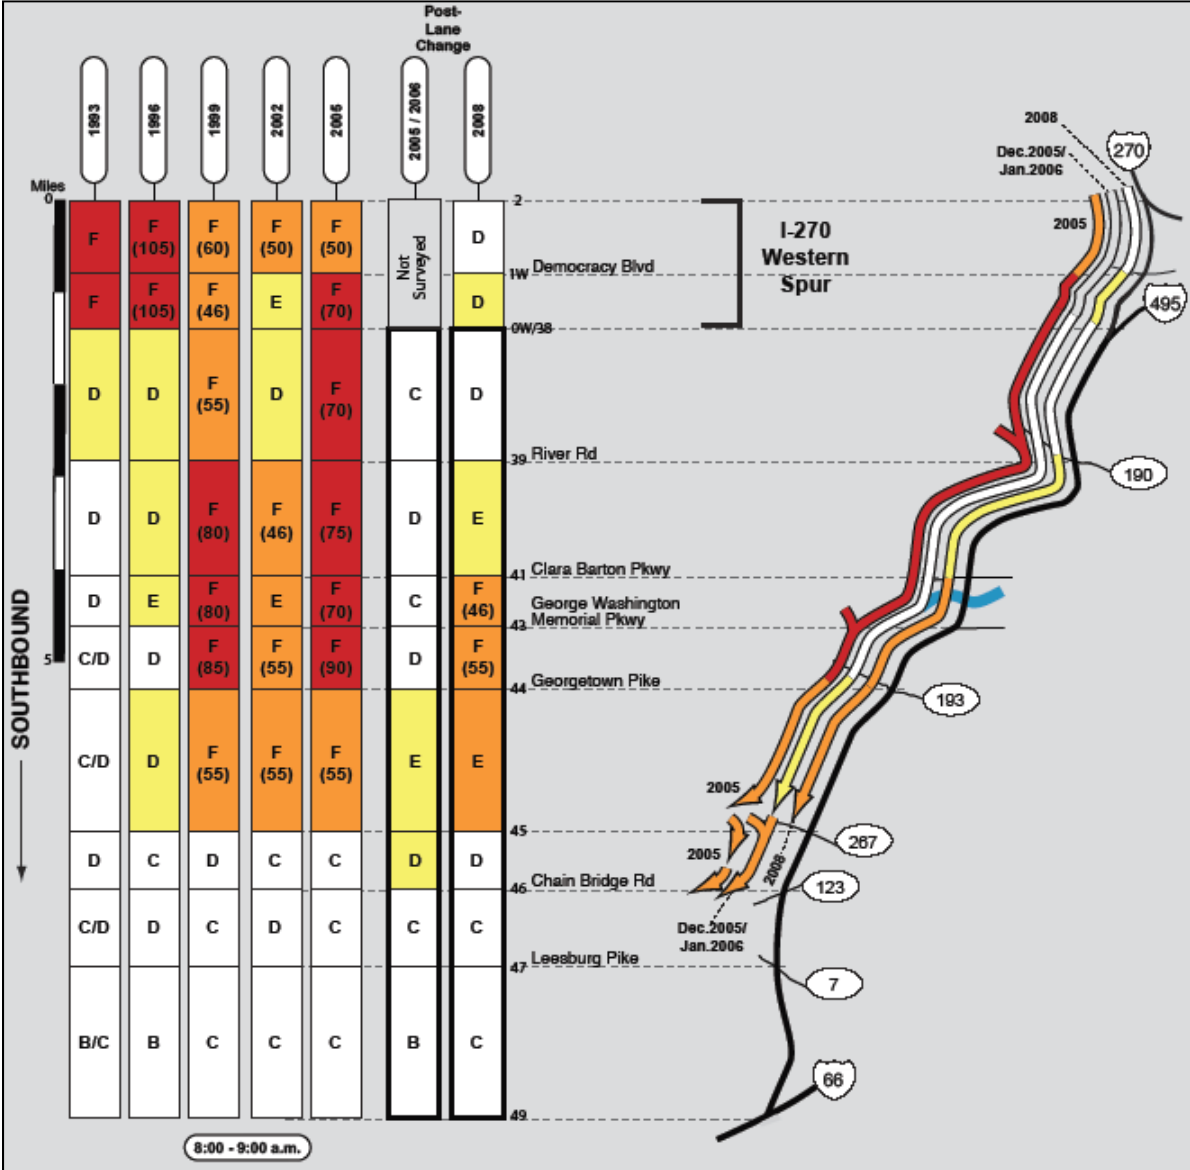 Post-
Lane
Change
1993
1996
1999
2002
2005
2005 / 2006
2008
2008
Dec.2005/
Jan.2006
270
Miles
0
2
2005
F
F
(105)
F
(60)
F
(50)
F
(50)
Not
Surveyed
D
I-270
Western
Spur
Democracy Blvd
1W
F
F
(105)
F
(46)
E
F
(70)
D
495
0W/38
D
D
F
(55)
D
F
(70)
C
D
River Rd
39
190
D
D
F
(80)
F
(46)
F
(75)
D
E
Clara Barton Pkwy
41
D
E
F
(80)
E
F
(70)
C
F
(46)
George Washington
Memorial Pkwy
43
C/D
D
F
(85)
F
(55)
F
(90)
D
F
(55)
5
Georgetown Pike
44
193
SOUTHBOUND
C/D
D
F
(55)
F
(55)
F
(55)
E
E
2005
45
267
D
C
D
C
C
D
D
2005
2008
Chain Bridge Rd
46
123
C/D
D
C
D
C
C
C
Dec.2005/
Jan.2006
Leesburg Pike
47
7
B/C
B
C
C
C
B
C
66
49
8:00 - 9:00 a.m.